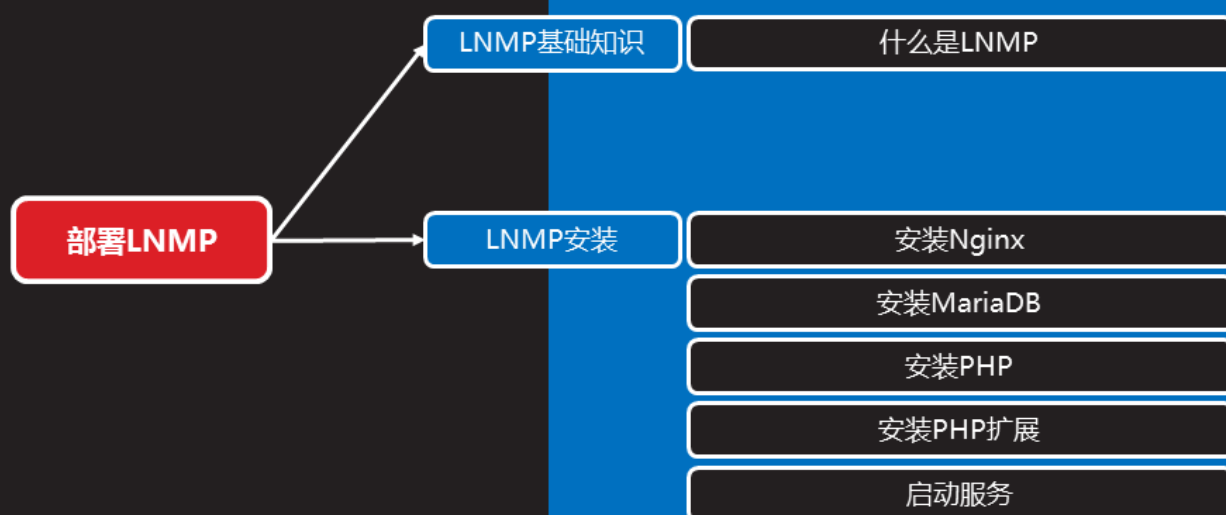 LNMP基础知识
什么是LNMP
部署LNMP
LNMP安装
安装Nginx
安装MariaDB
安装PHP
安装PHP扩展
启动服务